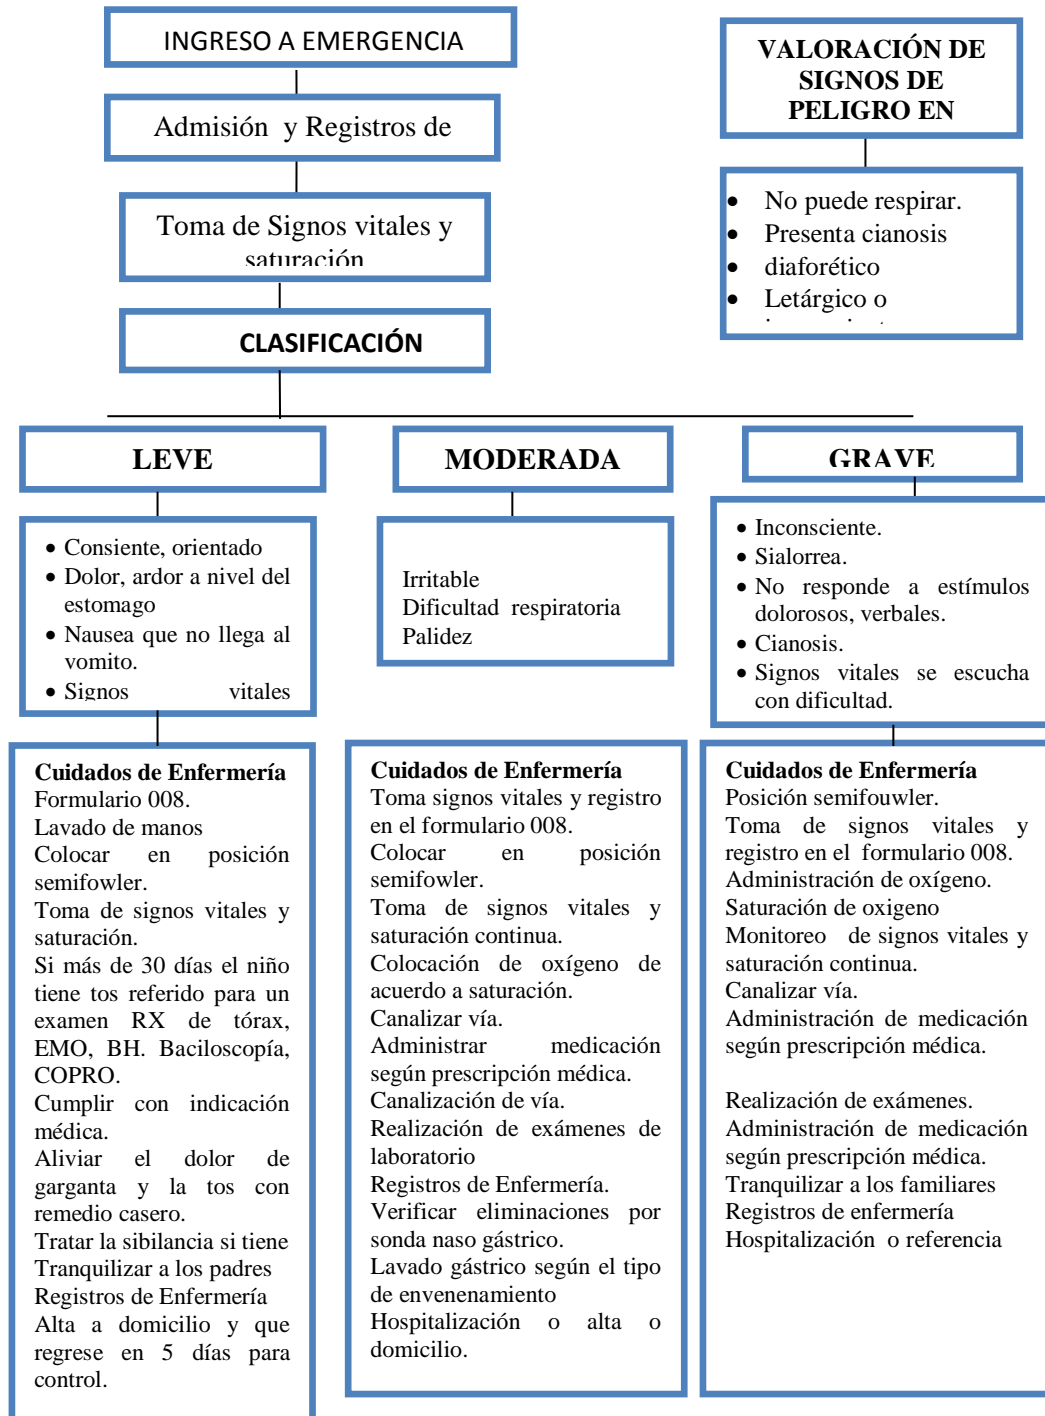 INGRESO A EMERGENCIA
Admisión y Registros de
Toma de Signos vitales y
saturación
CLASIFICACIÓN
VALORACIÓN DE
SIGNOS DE
PELIGRO EN
• No puede respirar.
• Presenta cianosis
• diaforético
• Letárgico o
LEVE
• Consiente, orientado
• Dolor, ardor a nivel del
estomago
• Nausea que no llega al
vomito.
• Signos vitales
Cuidados de Enfermería
Formulario 008.
Lavado de manos
Colocar en posición
semifowler.
Toma de signos vitales y
saturación.
Si más de 30 días el niño
tiene tos referido para un
examen RX de tórax,
EMO, BH. Baciloscopía,
COPRO.
Cumplir con indicación
médica.
Aliviar el dolor de
garganta y la tos con
remedio casero.
Tratar la sibilancia si tiene
Tranquilizar a los padres
Registros de Enfermería
Alta a domicilio y que
regrese en 5 días para
control.
MODERADA
Irritable
Dificultad respiratoria
Palidez
Cuidados de Enfermería
Toma signos vitales y registro
en el formulario 008.
Colocar en posición
semifowler.
Toma de signos vitales y
saturación continua.
Colocación de oxígeno de
acuerdo a saturación.
Canalizar vía.
Administrar medicación
según prescripción médica.
Canalización de vía.
Realización de exámenes de
laboratorio
Registros de Enfermería.
Verificar eliminaciones por
sonda naso gástrico.
Lavado gástrico según el tipo
de envenenamiento
Hospitalización o alta o
domicilio.
GRAVE
• Inconsciente.
• Sialorrea.
• No responde a estímulos
dolorosos, verbales.
• Cianosis.
• Signos vitales se escucha
con dificultad.
Cuidados de Enfermería
Posición semifouwler.
Toma de signos vitales y
registro en el formulario 008.
Administración de oxígeno.
Saturación de oxigeno
Monitoreo de signos vitales y
saturación continua.
Canalizar vía.
Administración de medicación
según prescripción médica.
Realización de exámenes.
Administración de medicación
según prescripción médica.
Tranquilizar a los familiares
Registros de enfermería
Hospitalización o referencia